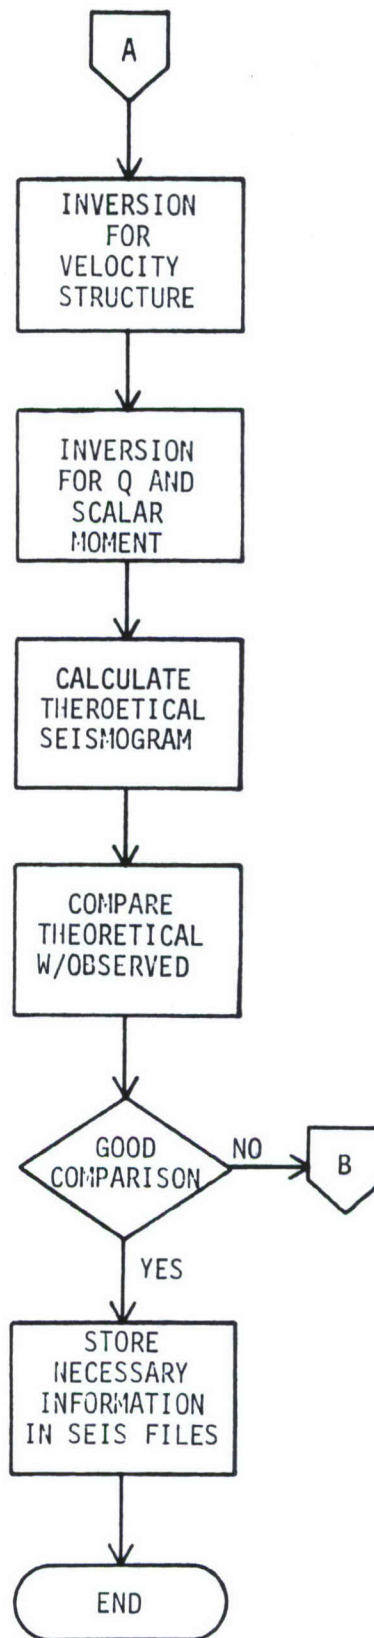 A
INVERSION
FOR
VELOCITY
STRUCTURE
INVERSION
FOR Q AND
SCALAR
MOMENT
CALCULATE
THEROETICAL
SEISMOGRAM
COMPARE
THEORETICAL
W/OBSERVED
GOOD
COMPARISON
NO
B
YES
STORE
NECESSARY
INFORMATION
IN SEIS FILES
END